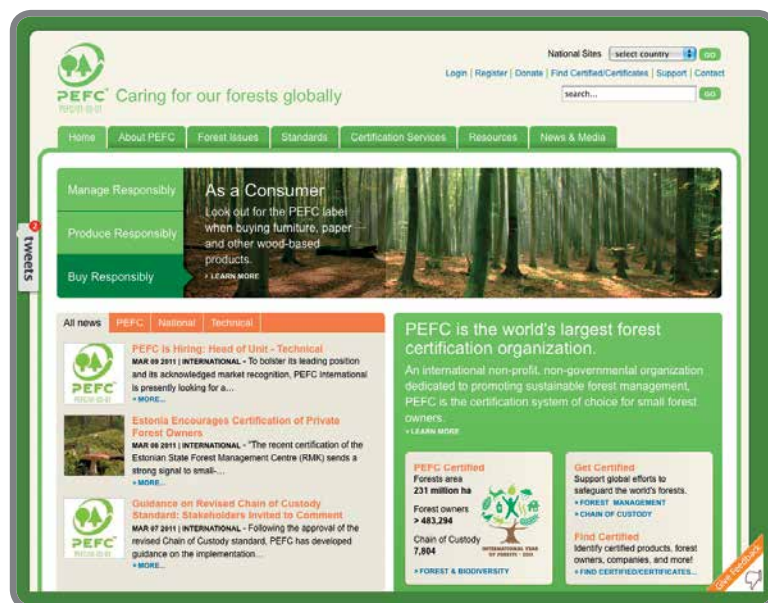 National Sites select country GO
Login | Register | Donate | Find Certified/Certificates | Support | Contact
search... GO
PEFC
PEFC/01-00-01
Caring for our forests globally
Home About PEFC Forest Issues Standards Certification Services Resources News & Media
Manage Responsibly
Produce Responsibly
Buy Responsibly
As a Consumer
Look out for the PEFC label
when buying furniture, paper
and other wood-based
products.
› LEARN MORE
2
tweets
All news PEFC National Technical
PEFC
PEFC Is Hiring: Head of Unit - Technical
MAR 09 2011 | INTERNATIONAL - To bolster its leading position
and its acknowledged market recognition, PEFC International
is presently looking for a...
» MORE...
Estonia Encourages Certification of Private
Forest Owners
MAR 08 2011 | INTERNATIONAL - "The recent certification of the
Estonian State Forest Management Centre (RMK) sends a
strong signal to small-...
» MORE...
PEFC
Guidance on Revised Chain of Custody
Standard: Stakeholders Invited to Comment
MAR 07 2011 | INTERNATIONAL - Following the approval of the
revised Chain of Custody standard, PEFC has developed
guidance on the implementation...
» MORE...
PEFC is the world's largest forest
certification organization.
An international non-profit, non-governmental organization
dedicated to promoting sustainable forest management,
PEFC is the certification system of choice for small forest
owners.
» LEARN MORE
PEFC Certified
Forests area
231 million ha
Forest owners
> 483,294
Chain of Custody
7,804
INTERNATIONAL YEAR
OF FORESTS · 2011
» FOREST & BIODIVERSITY
Get Certified
Support global efforts to
safeguard the world's forests.
» FOREST MANAGEMENT
» CHAIN OF CUSTODY
Find Certified
Identify certified products, forest
owners, companies, and more!
» FIND CERTIFIED/CERTIFICATES...
Give Feedback